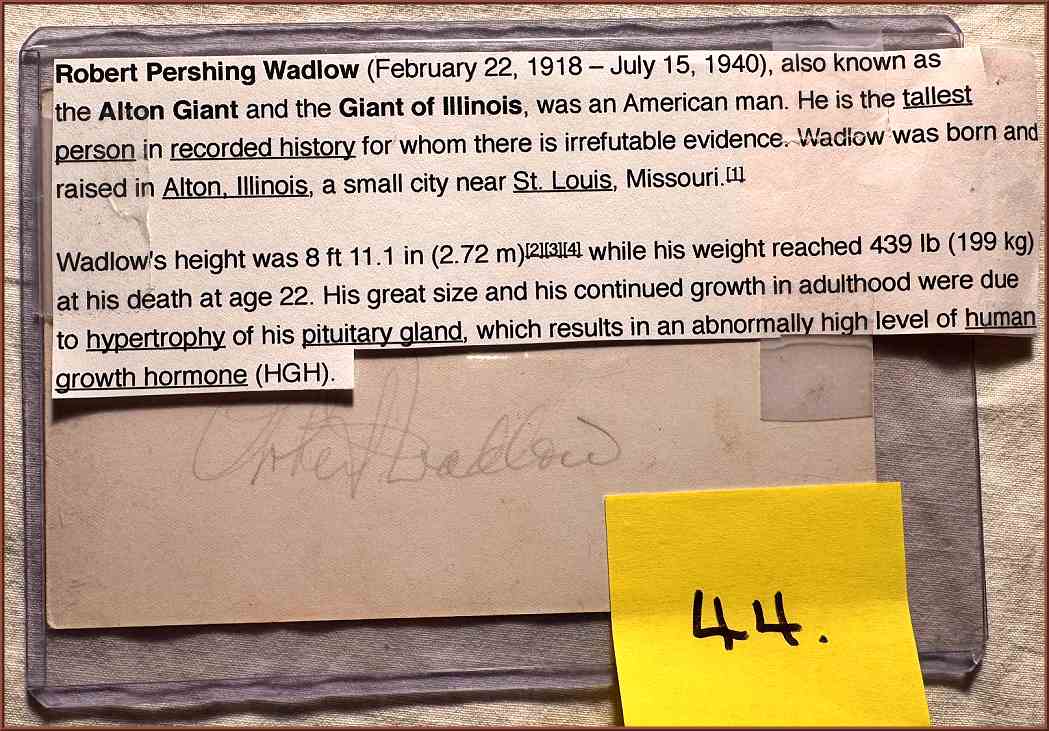 Robert Pershing Wadlow (February 22, 1918 – July 15, 1940), also known as
the Alton Giant and the Giant of Illinois, was an American man. He is the tallest
person in recorded history for whom there is irrefutable evidence. Wadlow was born and
raised in Alton, Illinois, a small city near St. Louis, Missouri.[1]
Wadlow's height was 8 ft 11.1 in (2.72 m)[2][3][4] while his weight reached 439 lb (199 kg)
at his death at age 22. His great size and his continued growth in adulthood were due
to hypertrophy of his pituitary gland, which results in an abnormally high level of human
growth hormone (HGH).
Robert Wadlow
44.